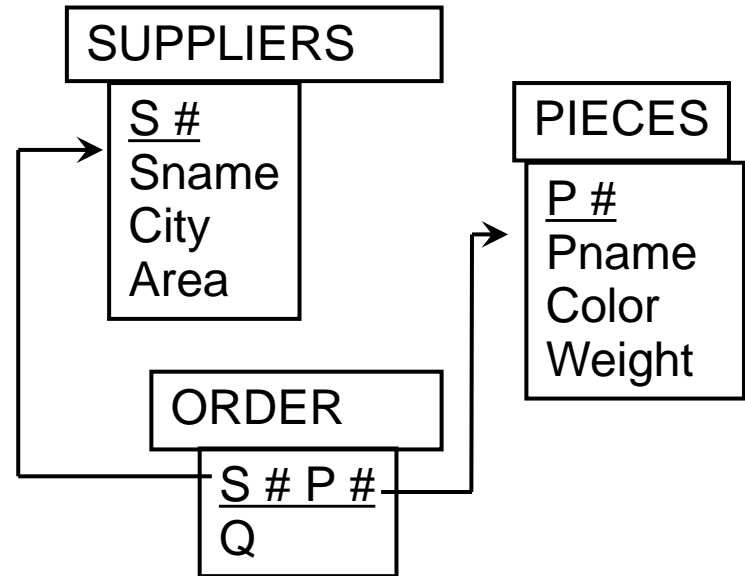 SUPPLIERS
S #
Sname
City
Area
PIECES
P #
Pname
Color
Weight
ORDER
S # P #
Q